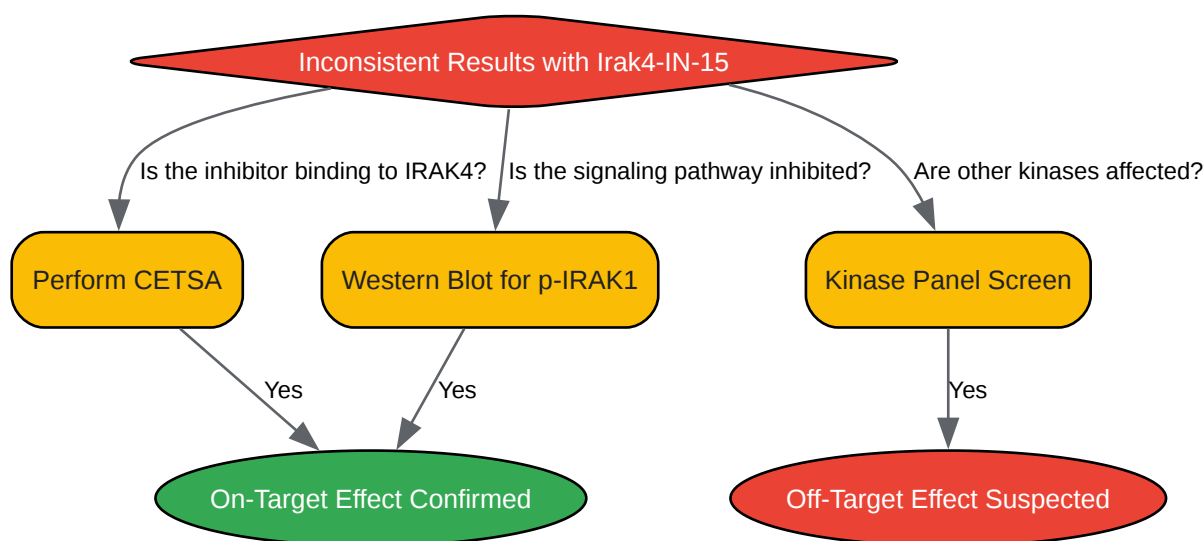 Inconsistent Results with Irak4-IN-15
Is the inhibitor binding to IRAK4?
Is the signaling pathway inhibited?
Are other kinases affected?
Perform CETSA
Western Blot for p-IRAK1
Kinase Panel Screen
Yes
Yes
Yes
On-Target Effect Confirmed
Off-Target Effect Suspected